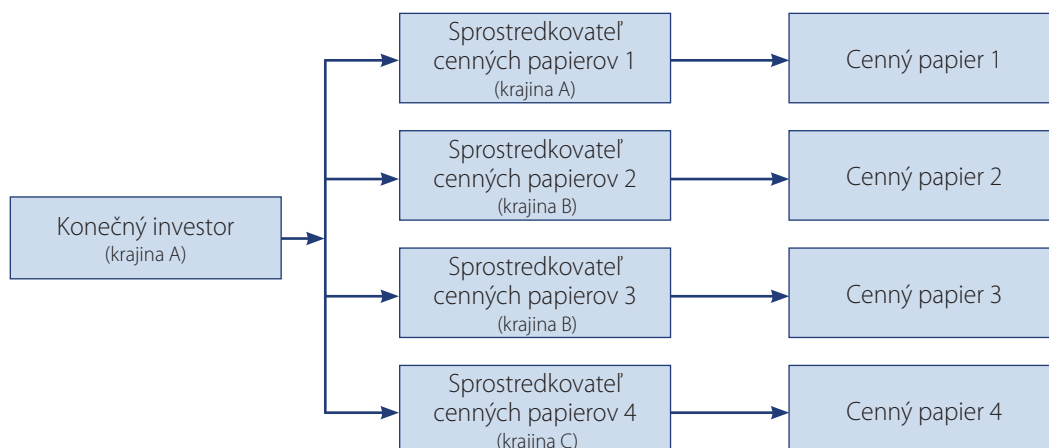 Sprostredkovateľ
cenných papierov 1
(krajina A)
Cenný papier 1
Sprostredkovateľ
cenných papierov 2
(krajina B)
Cenný papier 2
Konečný investor
(krajina A)
Sprostredkovateľ
cenných papierov 3
(krajina B)
Cenný papier 3
Sprostredkovateľ
cenných papierov 4
(krajina C)
Cenný papier 4